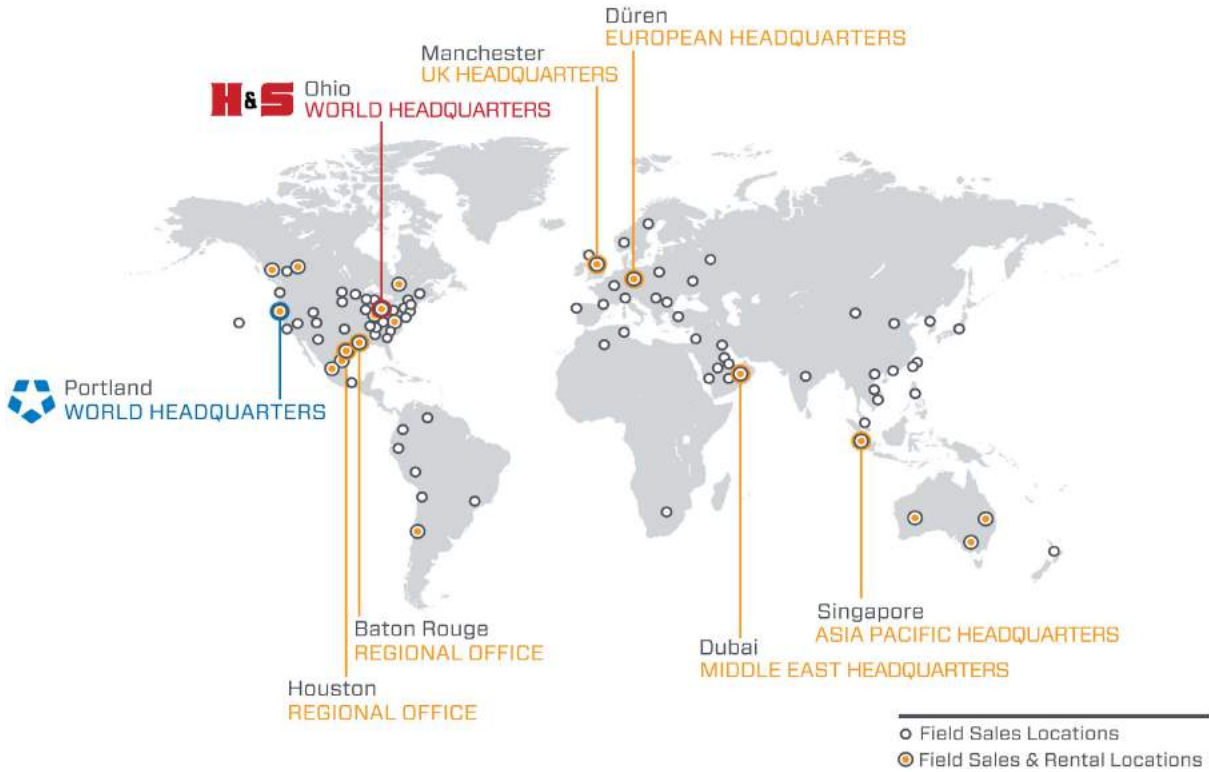 Düren
EUROPEAN HEADQUARTERS
Manchester
UK HEADQUARTERS
H&S
Ohio
WORLD HEADQUARTERS
Portland
WORLD HEADQUARTERS
Baton Rouge
REGIONAL OFFICE
Houston
REGIONAL OFFICE
Singapore
ASIA PACIFIC HEADQUARTERS
Dubai
MIDDLE EAST HEADQUARTERS
Field Sales Locations
Field Sales & Rental Locations